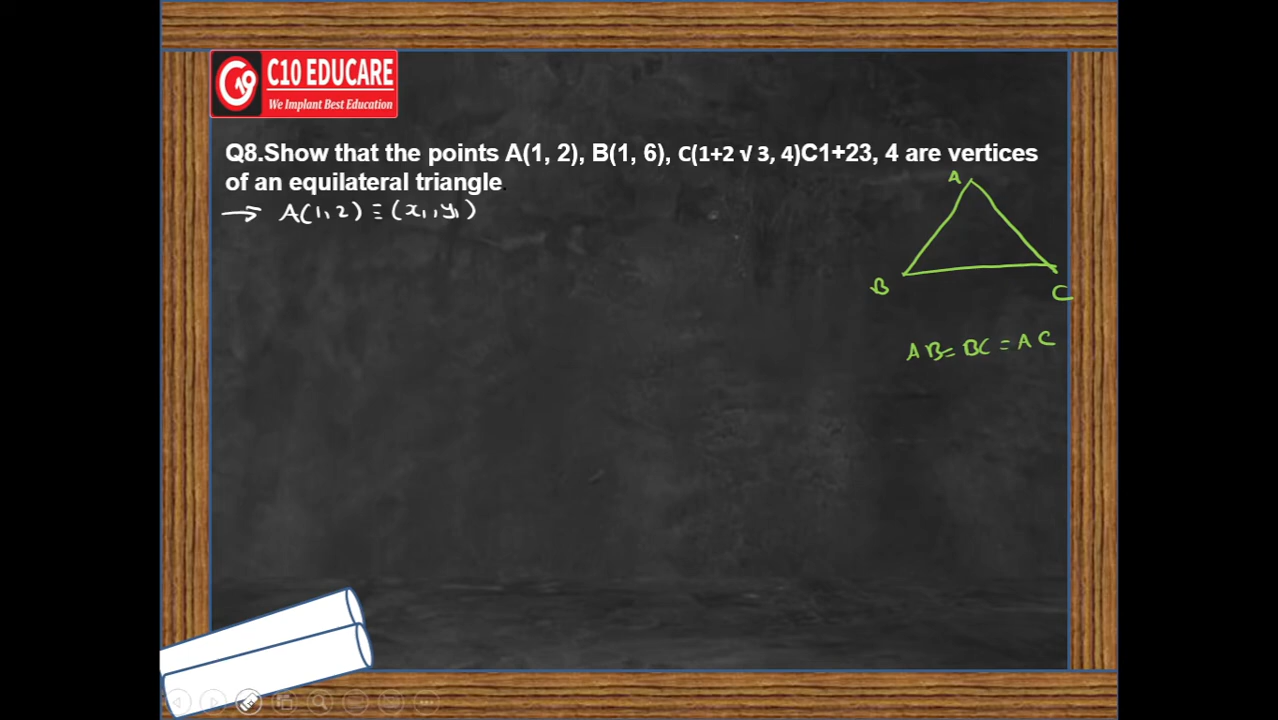 C10 EDUCARE
We Implant Best Education
Q8.Show that the points A(1, 2), B(1, 6), C(1+2 √ 3, 4)C1+23, 4 are vertices
of an equilateral triangle.
→ A(1,2) ≡ (x₁,y₁)
A
B
C
AB = BC = AC